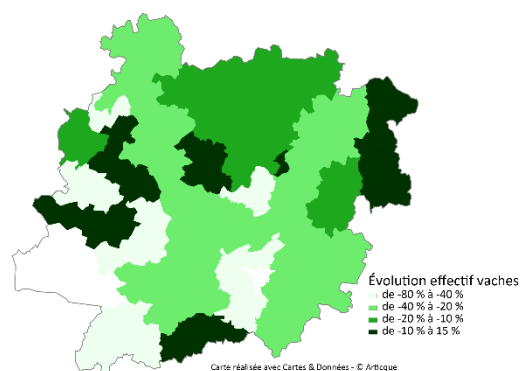 Évolution effectif vaches
de -80 % à -40 %
de -40 % à -20 %
de -20 % à -10 %
de -10 % à 15 %
Carte réalisée avec Cartes & Données - © Articque